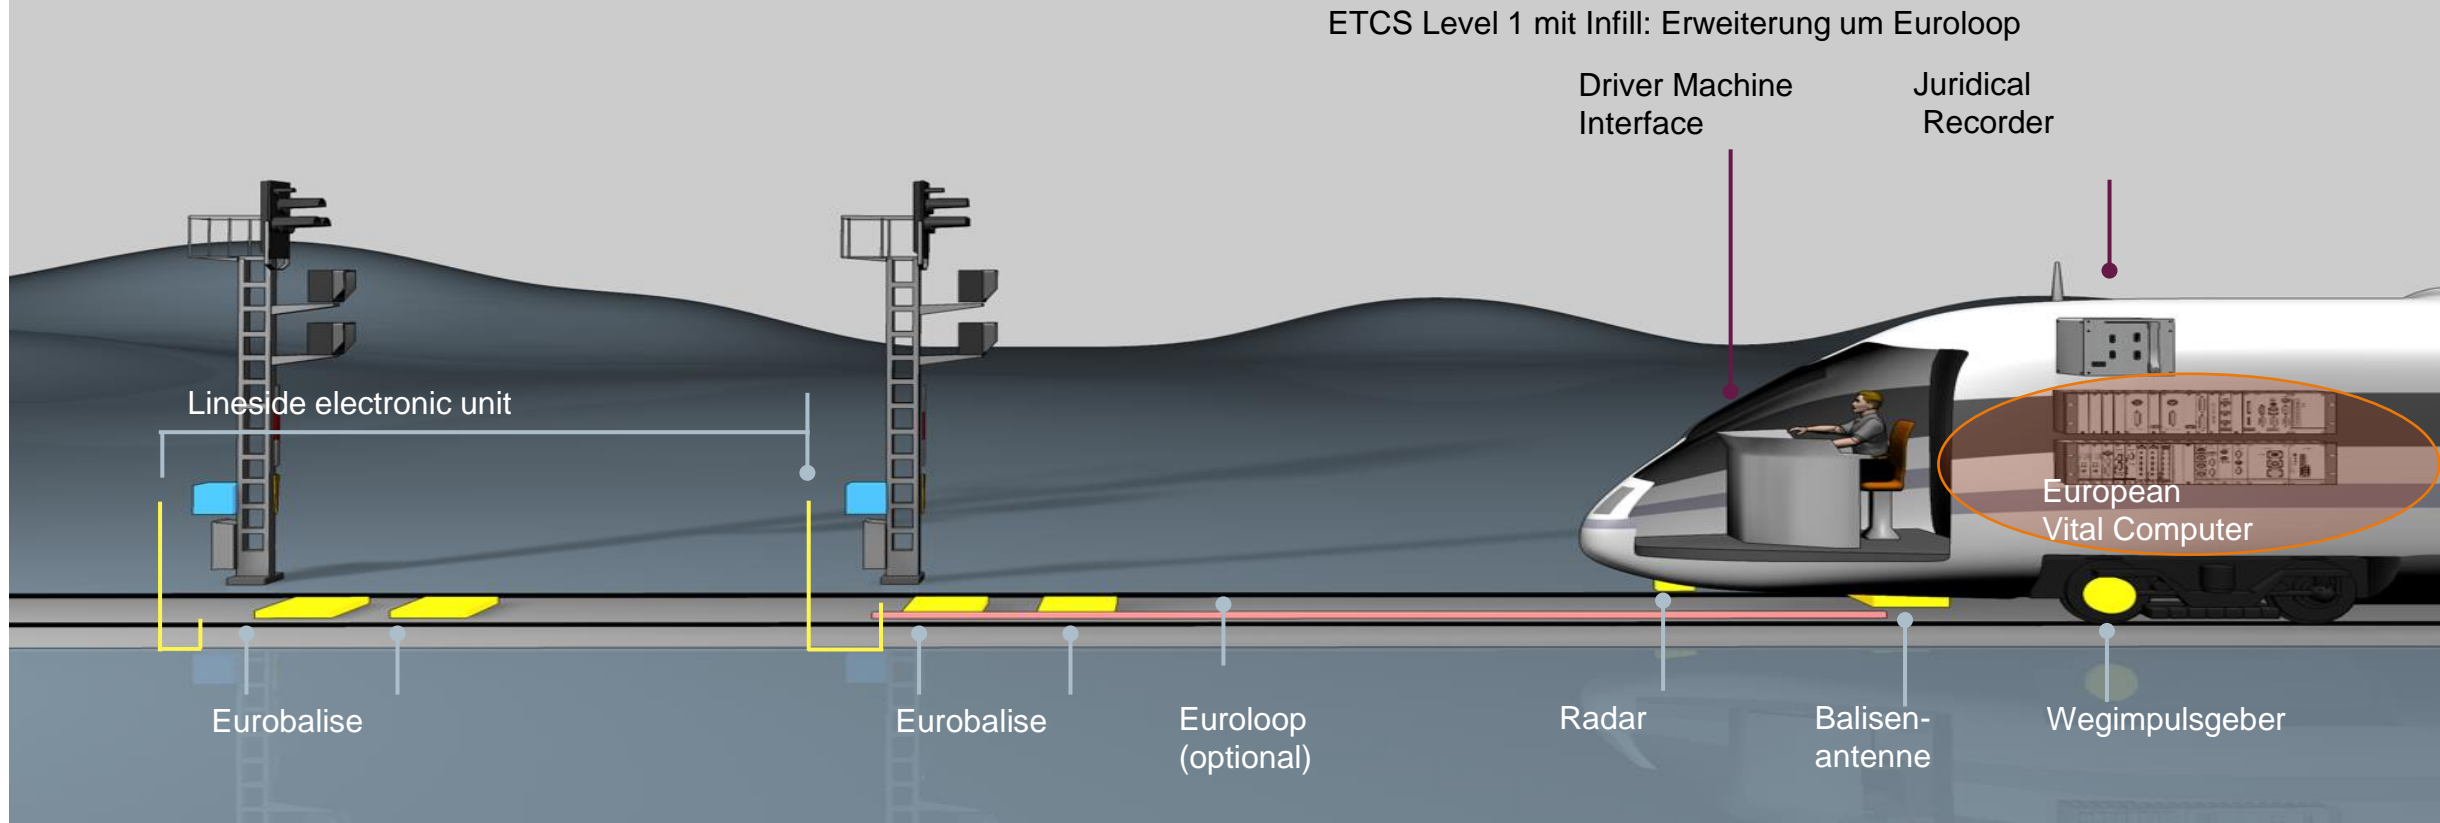 ETCS Level 1 mit Infill: Erweiterung um Euroloop
Driver Machine
Interface
Juridical
Recorder
Lineside electronic unit
European
Vital Computer
Eurobalise
Eurobalise
Euroloop
(optional)
Radar
Balisen-
antenne
Wegimpulsgeber